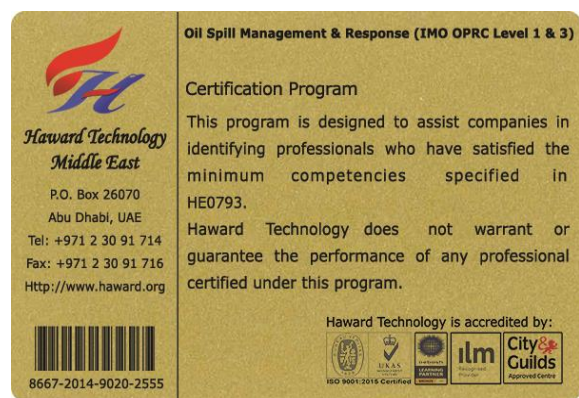 Haward Technology
Middle East
P.O. Box 26070
Abu Dhabi, UAE
Tel: +971 2 30 91 714
Fax: +971 2 30 91 716
Http://www.haward.org
8667-2014-9020-2555
Oil Spill Management & Response (IMO OPRC Level 1 & 3)
Certification Program
This program is designed to assist companies in
identifying professionals who have satisfied the
minimum competencies specified in
HE0793.
Haward Technology does not warrant or
guarantee the performance of any professional
certified under this program.
Haward Technology is accredited by:
UKAS
ISO 9001:2015 Certified
LEARNING
PARTNER
ilm
Recognised
Provider
City&
Guilds
Approved Centre